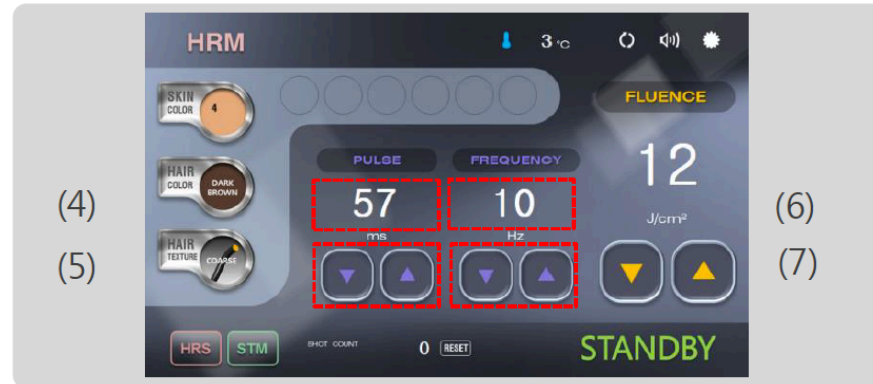 HRM 3 °C
SKIN COLOR 4
FLUENCE
PULSE FREQUENCY
HAIR COLOR DARK BROWN
57 10 12
(4) (6)
ms Hz J/cm²
HAIR TEXTURE COARSE
(5) (7)
HRS STM SHOT COUNT 0 RESET STANDBY